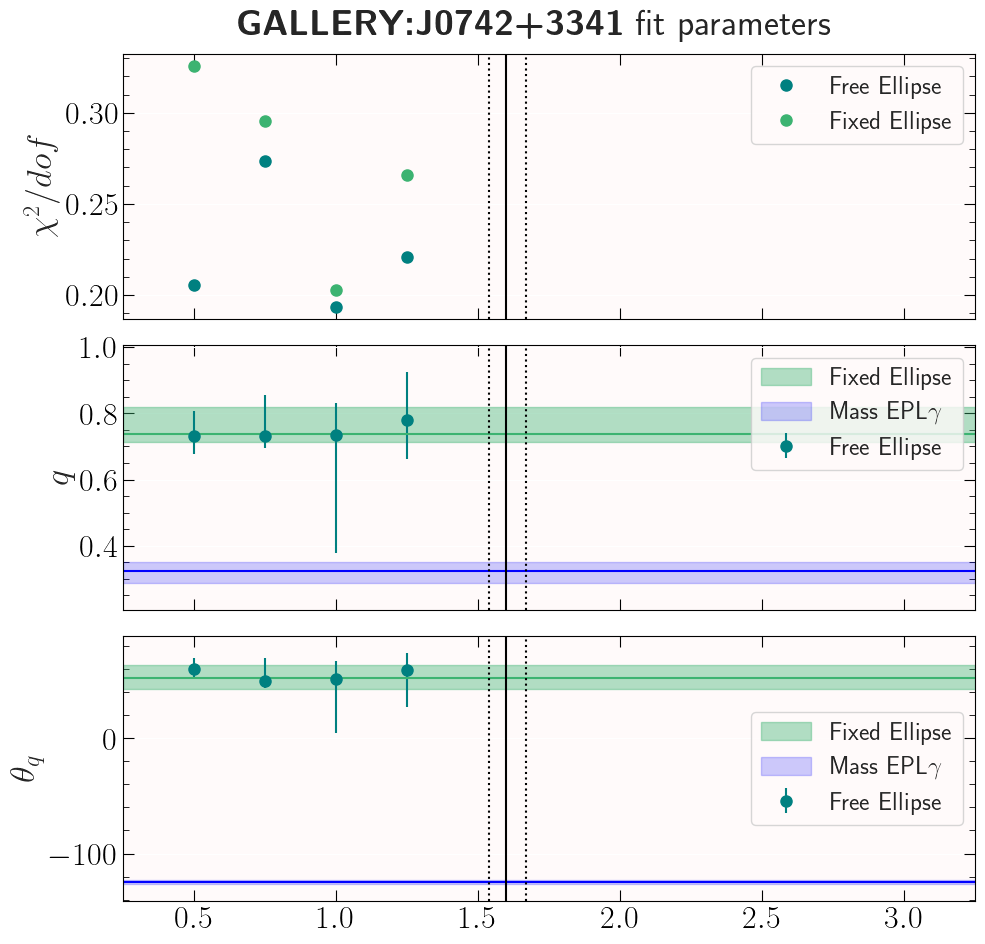 GALLERY:J0742+3341 fit parameters
χ²/dof
0.30
0.25
0.20
Free Ellipse
Fixed Ellipse
q
1.0
0.8
0.6
0.4
Fixed Ellipse
Mass EPLγ
Free Ellipse
θ_q
0
−100
Fixed Ellipse
Mass EPLγ
Free Ellipse
0.5 1.0 1.5 2.0 2.5 3.0